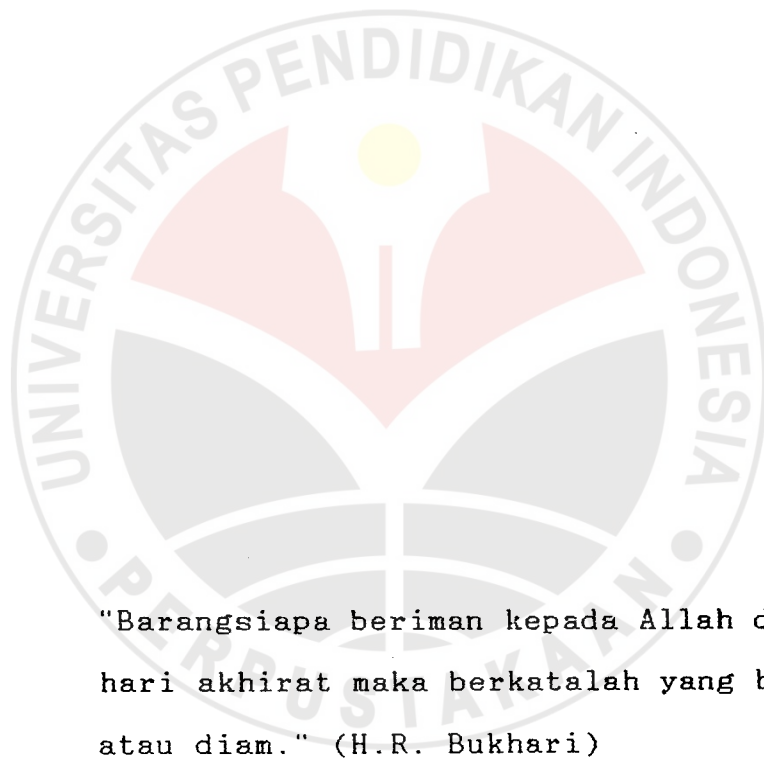 UNIVERSITAS PENDIDIKAN INDONESIA
PERPUSTAKAAN
"Barangsiapa beriman kepada Allah d
hari akhirat maka berkatalah yang b
atau diam." (H.R. Bukhari)